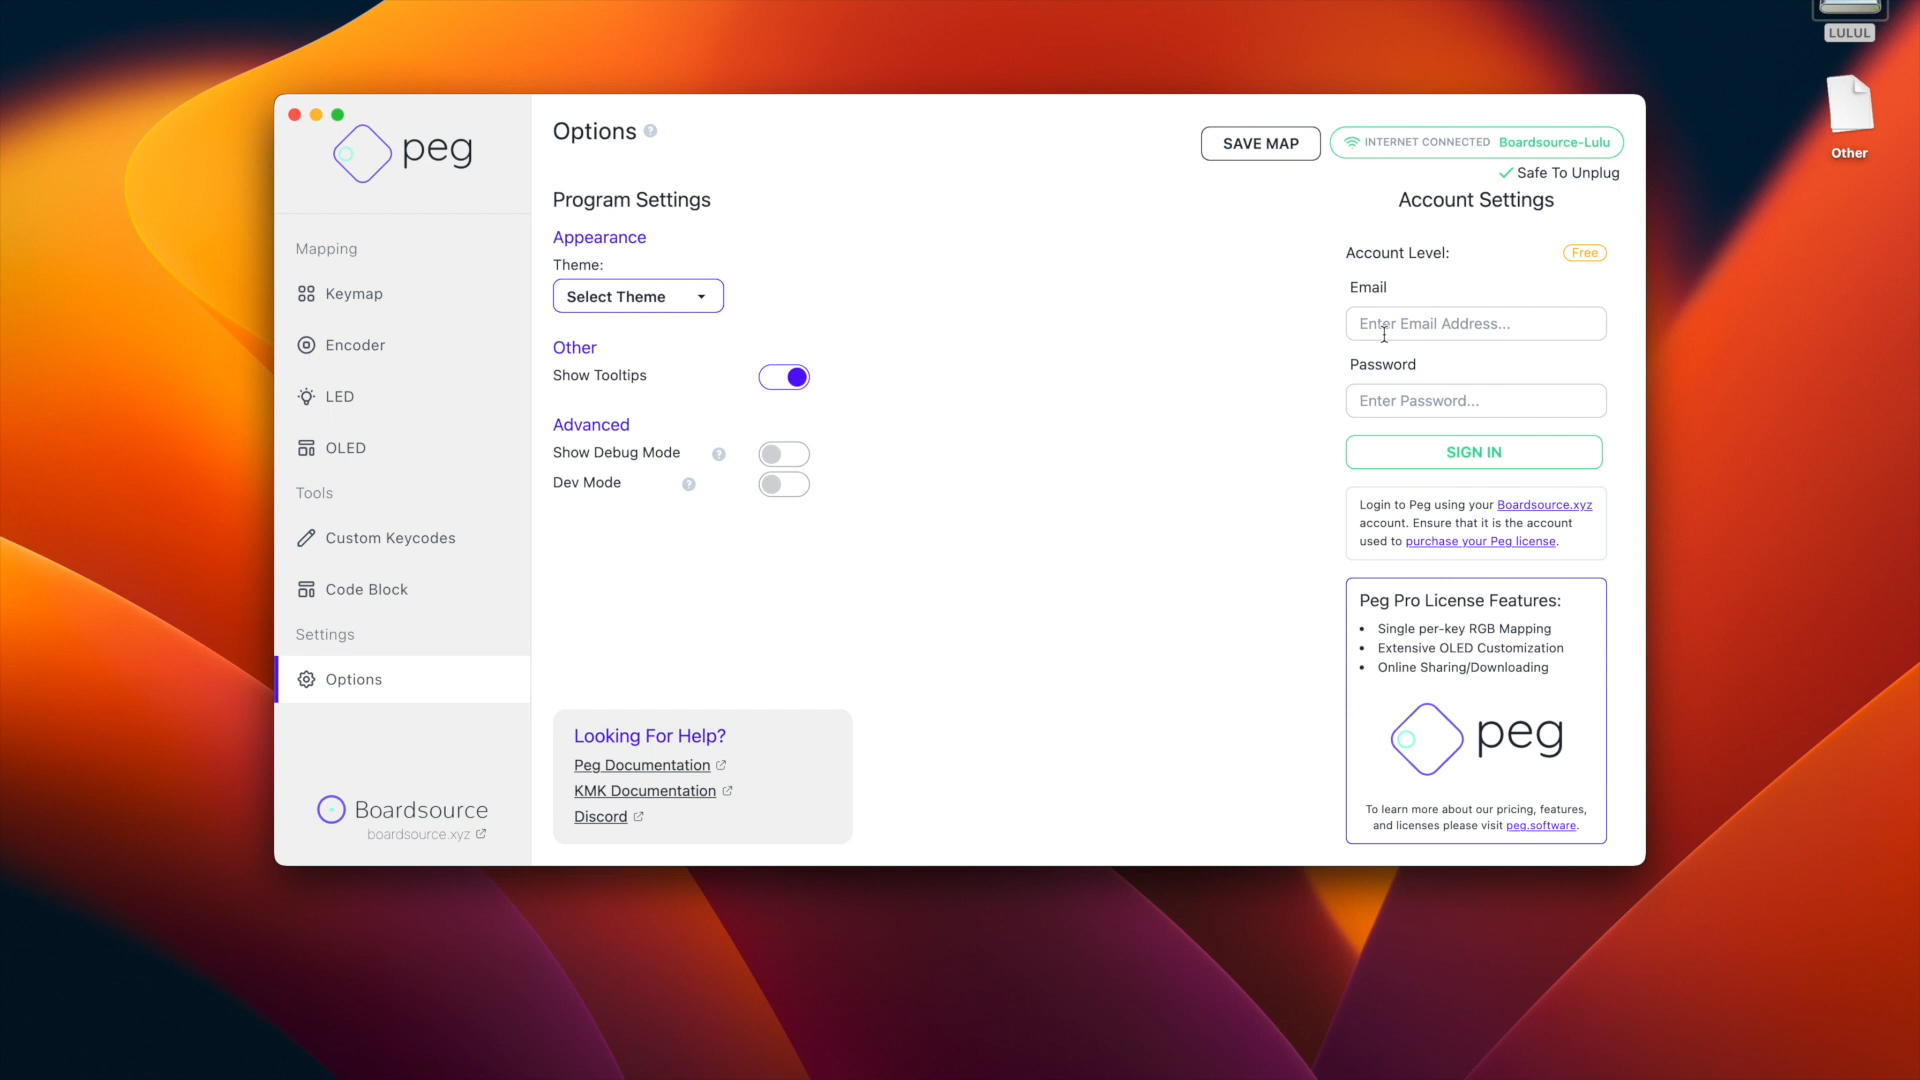 LULUL
Other
peg
Mapping
Keymap
Encoder
LED
OLED
Tools
Custom Keycodes
Code Block
Settings
Options
Boardsource
boardsource.xyz
Options ?
SAVE MAP
INTERNET CONNECTED Boardsource-Lulu
Safe To Unplug
Program Settings
Appearance
Theme:
Select Theme
Other
Show Tooltips
Advanced
Show Debug Mode ?
Dev Mode ?
Looking For Help?
Peg Documentation
KMK Documentation
Discord
Account Settings
Account Level: Free
Email
Enter Email Address...
Password
Enter Password...
SIGN IN
Login to Peg using your Boardsource.xyz
account. Ensure that it is the account
used to purchase your Peg license.
Peg Pro License Features:
• Single per-key RGB Mapping
• Extensive OLED Customization
• Online Sharing/Downloading
peg
To learn more about our pricing, features,
and licenses please visit peg.software.